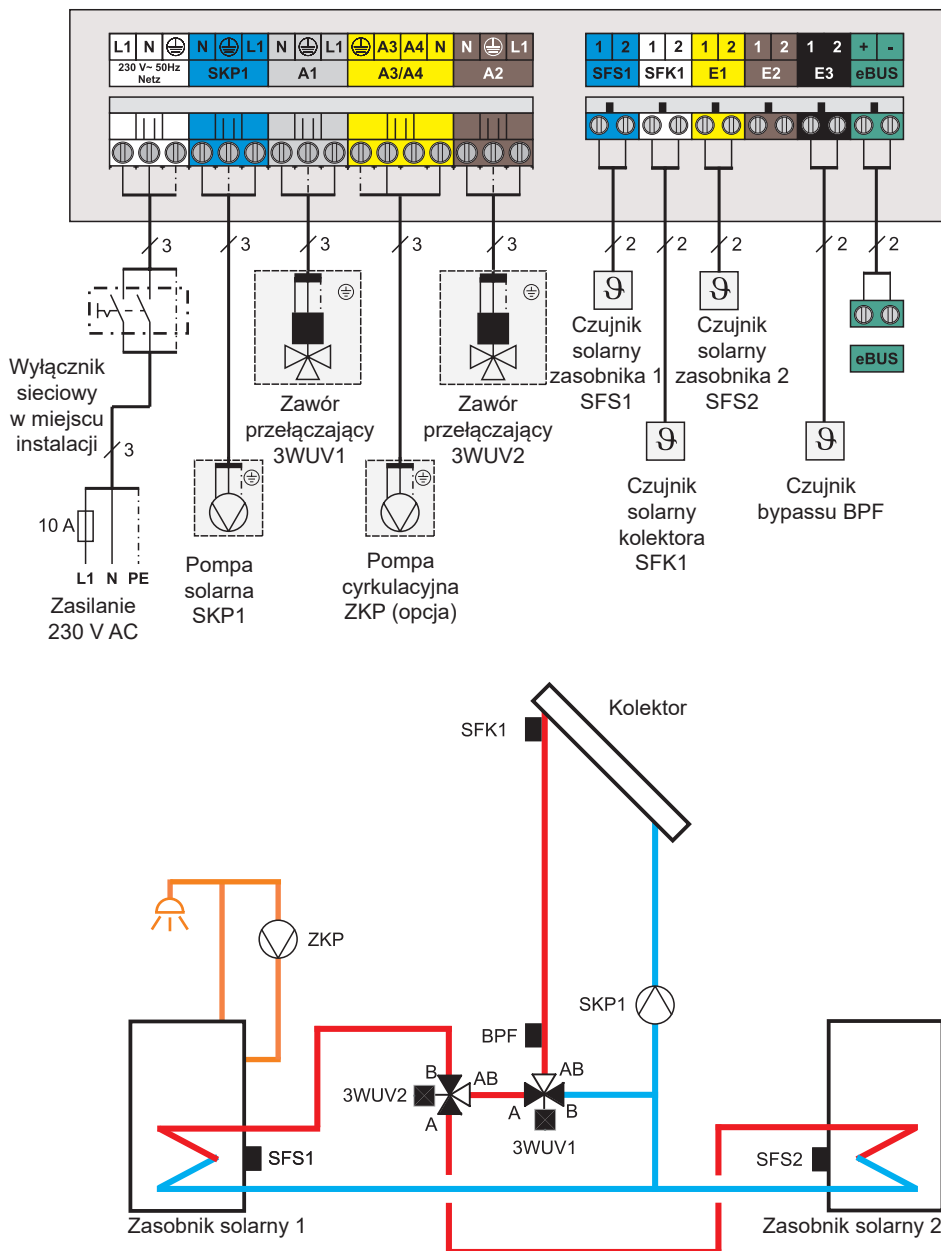 L1 N N L1 N L1 A3 A4 N N L1
230 V~ 50Hz
Netz
SKP1 A1 A3/A4 A2
1 2 1 2 1 2 1 2 1 2 + -
SFS1 SFK1 E1 E2 E3 eBUS
3 3 3 3 3 2 2 2 2 2
eBUS
Wyłącznik
sieciowy
w miejscu
instalacji
3
10 A
L1 N PE
Zasilanie
230 V AC
Pompa
solarna
SKP1
Zawór
przełączający
3WUV1
Pompa
cyrkulacyjna
ZKP (opcja)
Zawór
przełączający
3WUV2
ϑ
Czujnik
solarny
zasobnika 1
SFS1
ϑ
Czujnik
solarny
kolektora
SFK1
ϑ
Czujnik
solarny
zasobnika 2
SFS2
ϑ
Czujnik
bypassu BPF
Kolektor
SFK1
ZKP
SKP1
BPF
B AB AB
3WUV2 A B
A
3WUV1
SFS1 SFS2
Zasobnik solarny 1 Zasobnik solarny 2